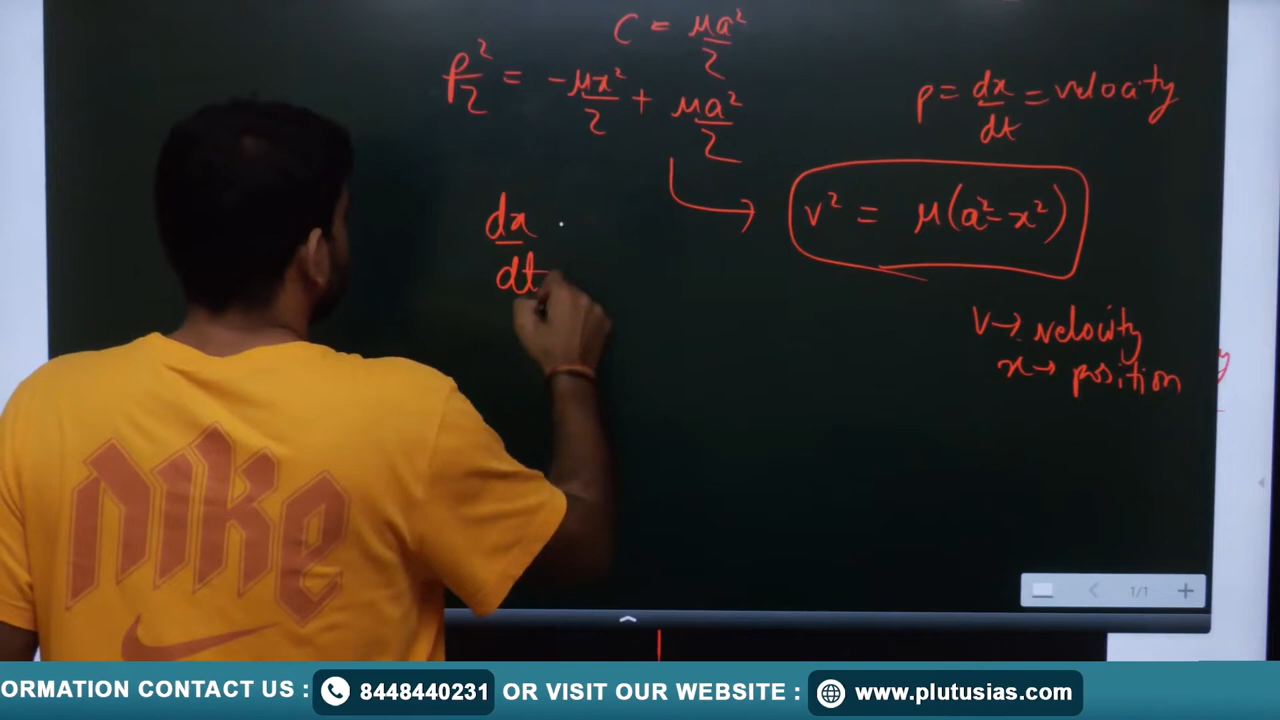 C = μa²/2
p²/2 = -μx²/2 + μa²/2
p = dx/dt = velocity
v² = μ(a² - x²)
dx
dt
v → velocity
x → position
y
1/1
Nike
ORMATION CONTACT US : 8448440231 OR VISIT OUR WEBSITE : www.plutusias.com